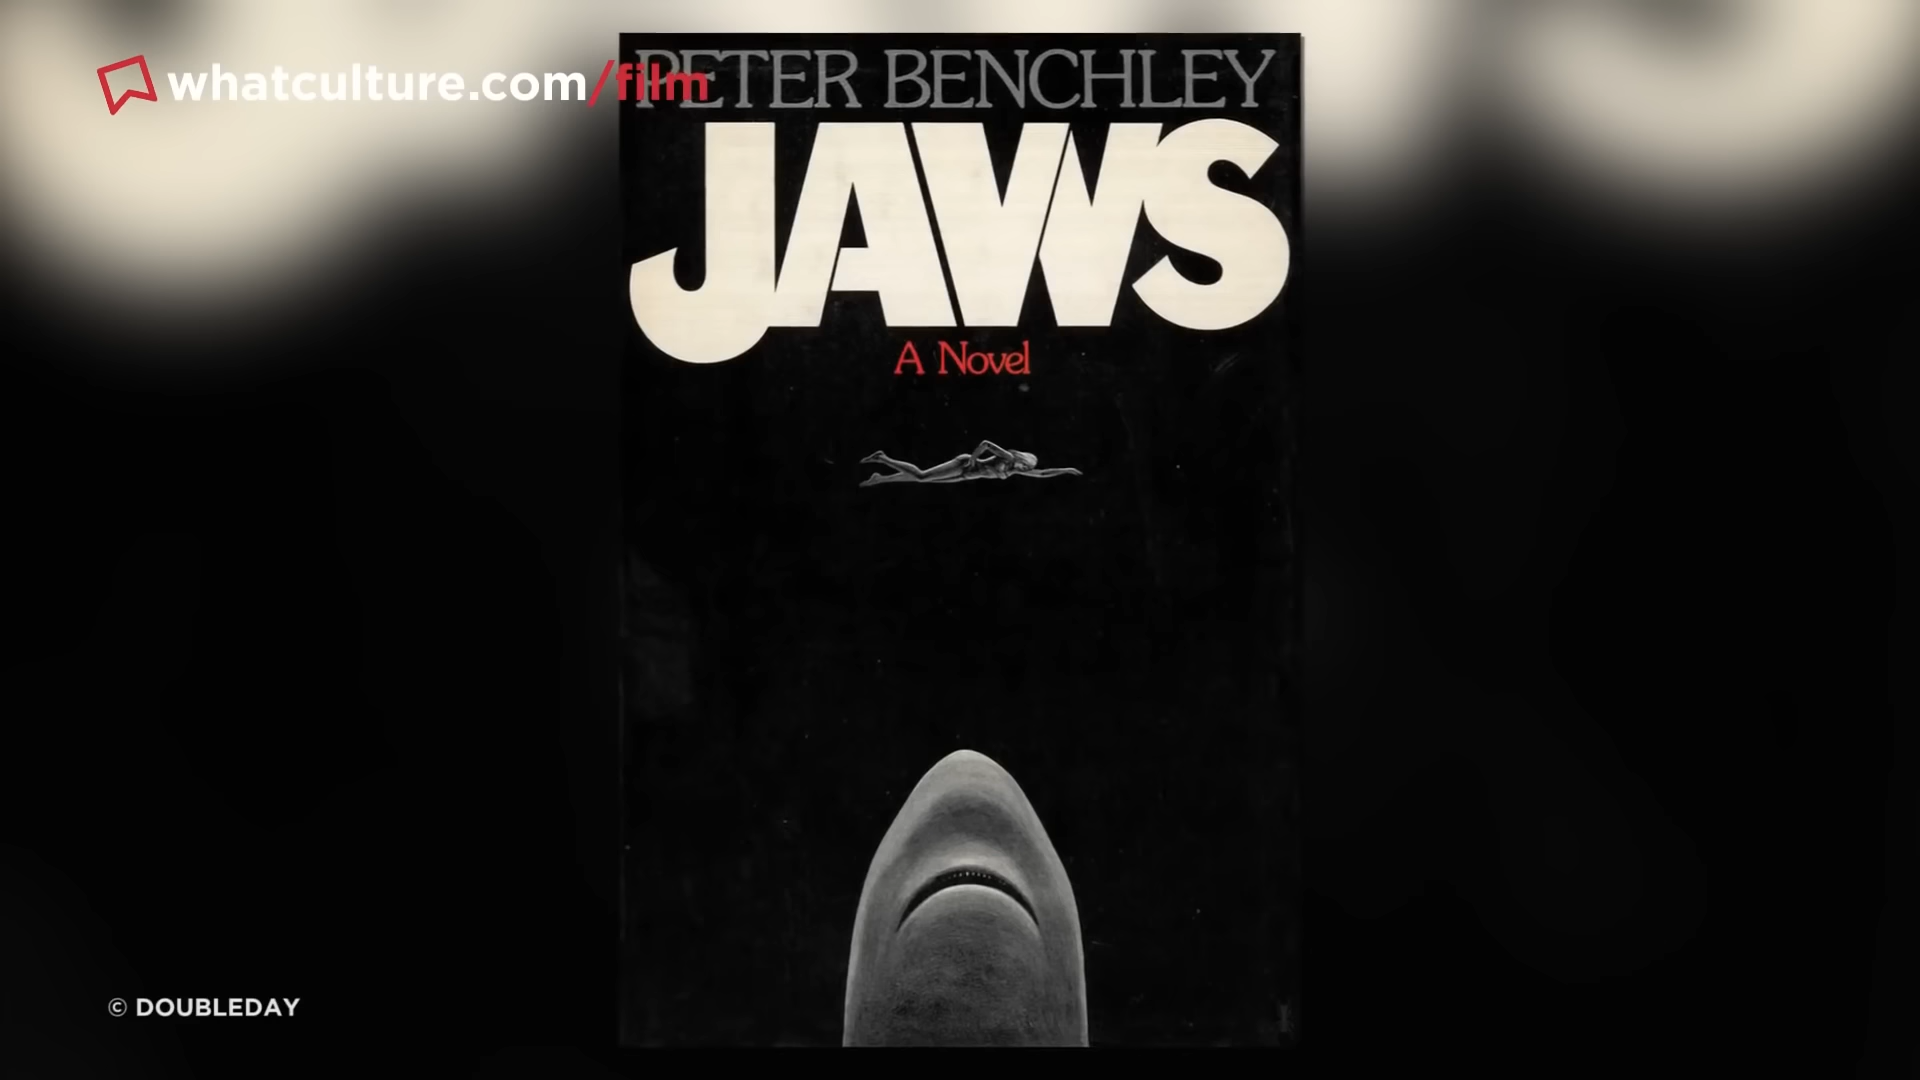 whatculture.com/film
PETER BENCHLEY
JAWS
A Novel
© DOUBLEDAY